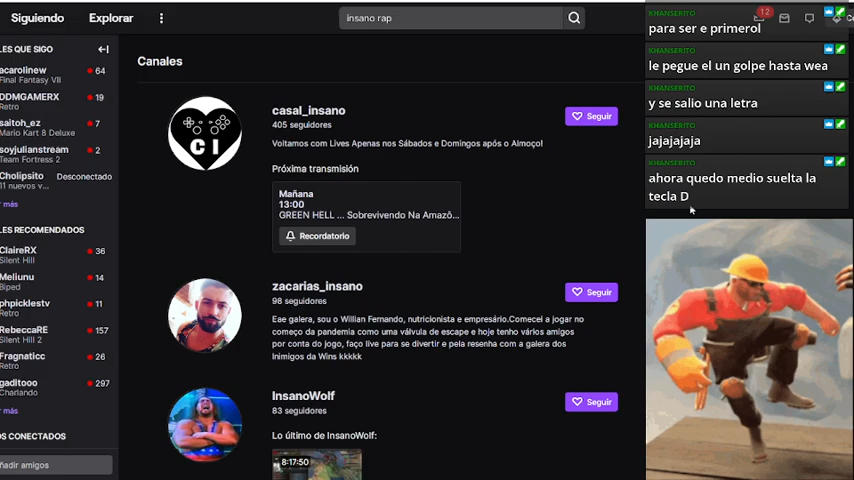 Siguiendo
Explorar
insano rap
12
LES QUE SIGO
acarolinew
64
Final Fantasy VII
DDMGAMERX
19
Retro
saitoh_ez
7
Mario Kart 8 Deluxe
soyjulianstream
2
Team Fortress 2
Cholipsito
Desconectado
11 nuevos v...
más
LES RECOMENDADOS
ClaireRX
36
Silent Hill
Meliunu
14
Biped
phpicklestv
11
Retro
RebeccaRE
157
Silent Hill 2
Fragnaticc
26
Retro
gaditooo
297
Charlando
más
OS CONECTADOS
ñadir amigos
Canales
CI
casal_insano
405 seguidores
Seguir
Voltamos com Lives Apenas nos Sábados e Domingos após o Almoço!
Próxima transmisión
Mañana
13:00
GREEN HELL ... Sobrevivendo Na Amazô...
Recordatorio
zacarias_insano
98 seguidores
Seguir
Eae galera, sou o Willian Fernando, nutricionista e empresário.Comecei a jogar no
começo da pandemia como uma válvula de escape e hoje tenho vários amigos
por conta do jogo, faço live para se divertir e pela resenha com a galera dos
Inimigos da Wins kkkkk
InsanoWolf
83 seguidores
Seguir
Lo último de InsanoWolf:
8:17:50
KHANSERITO
para ser e primerol
KHANSERITO
le pegue el un golpe hasta wea
KHANSERITO
y se salio una letra
KHANSERITO
jajajajaja
KHANSERITO
ahora quedo medio suelta la
tecla D